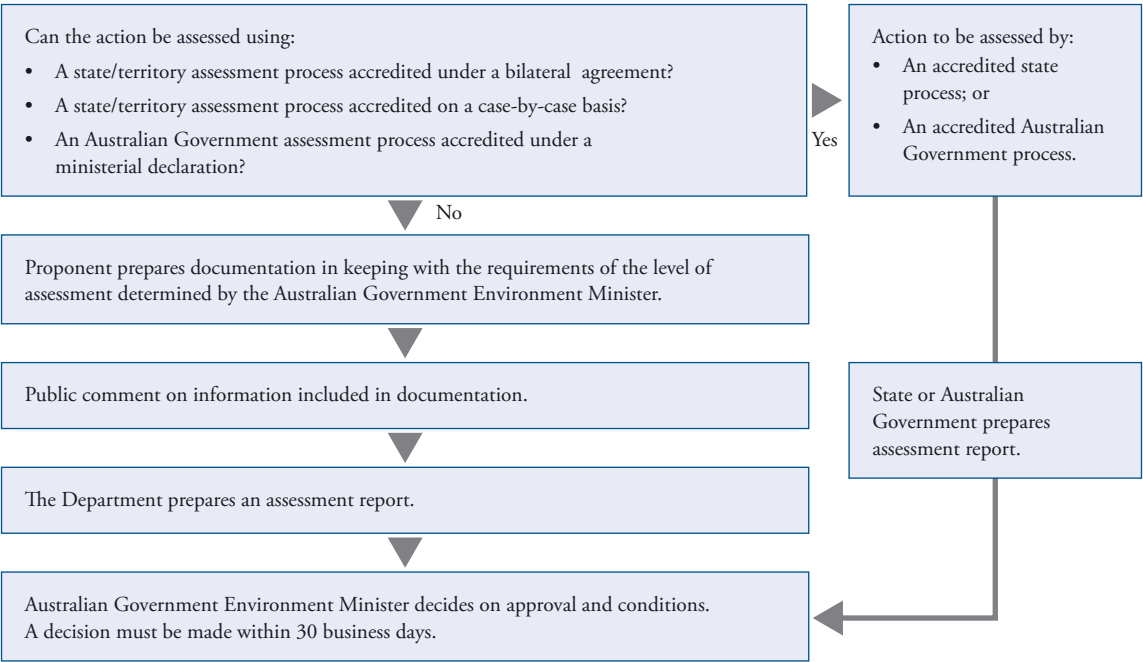 Can the action be assessed using:
• A state/territory assessment process accredited under a bilateral agreement?
• A state/territory assessment process accredited on a case-by-case basis?
• An Australian Government assessment process accredited under a
ministerial declaration?
Yes
Action to be assessed by:
• An accredited state
process; or
• An accredited Australian
Government process.
No
Proponent prepares documentation in keeping with the requirements of the level of
assessment determined by the Australian Government Environment Minister.
Public comment on information included in documentation.
State or Australian
Government prepares
assessment report.
The Department prepares an assessment report.
Australian Government Environment Minister decides on approval and conditions.
A decision must be made within 30 business days.